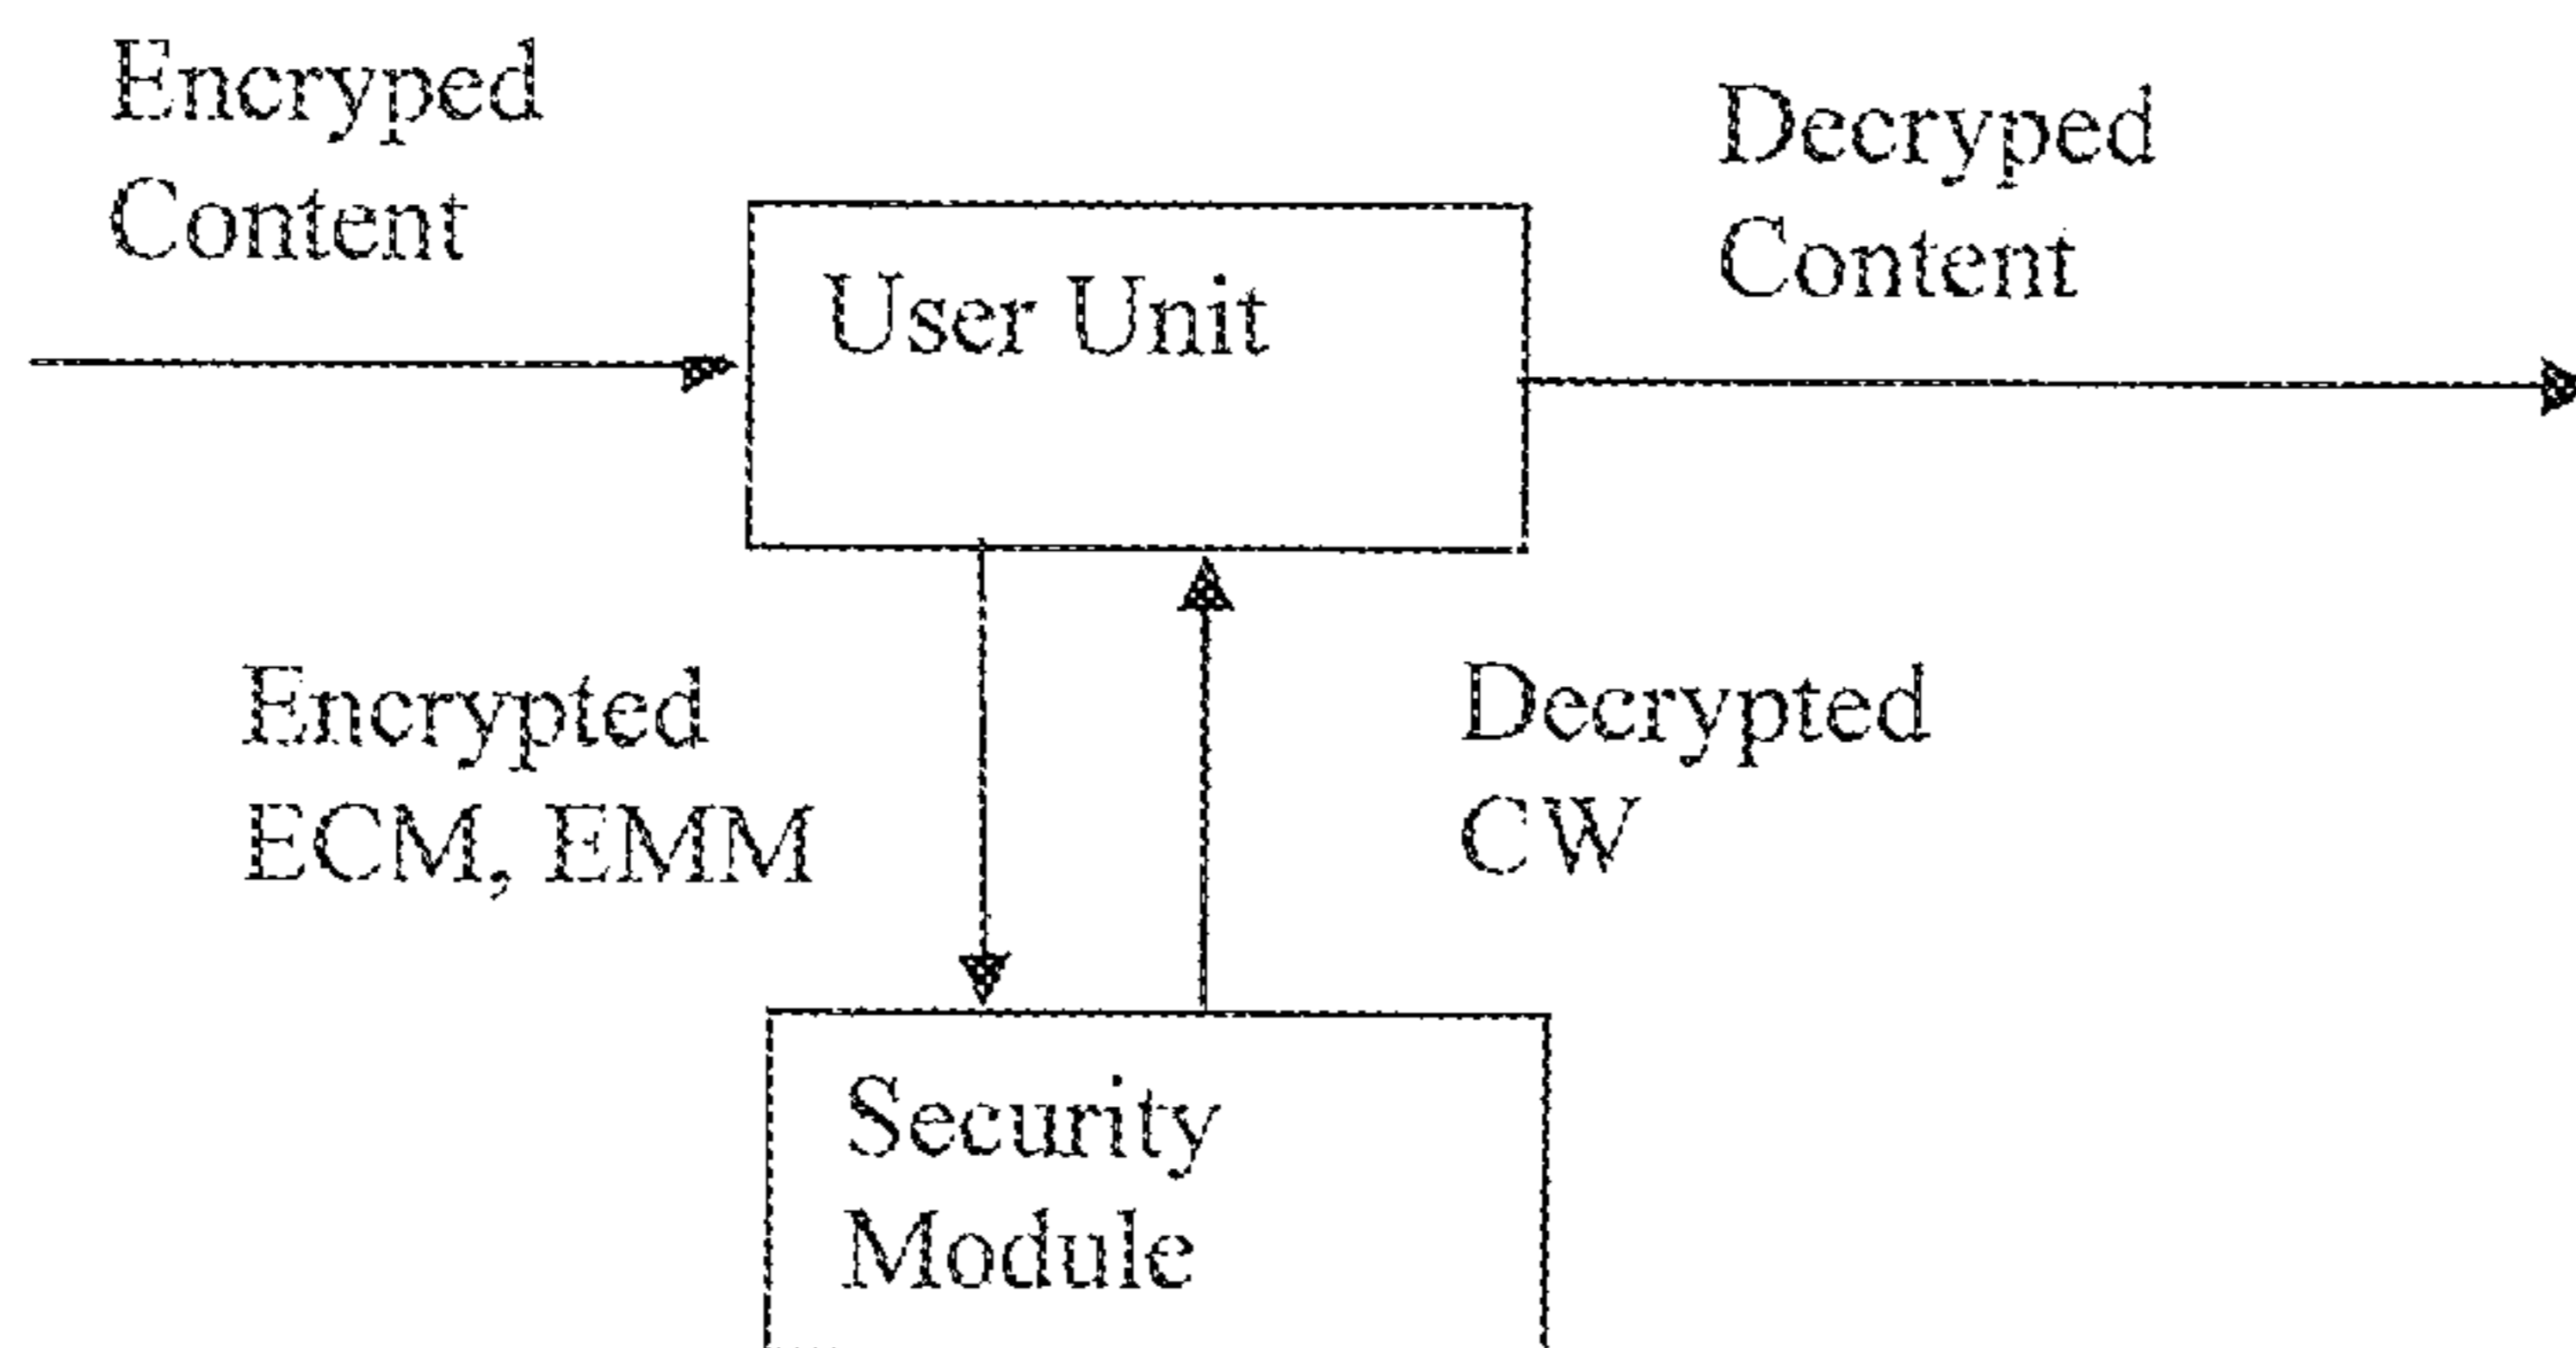 Encryped
Content
Decryped
Content
User Unit
Encrypted
ECM, EMM
Decrypted
CW
Security
Module